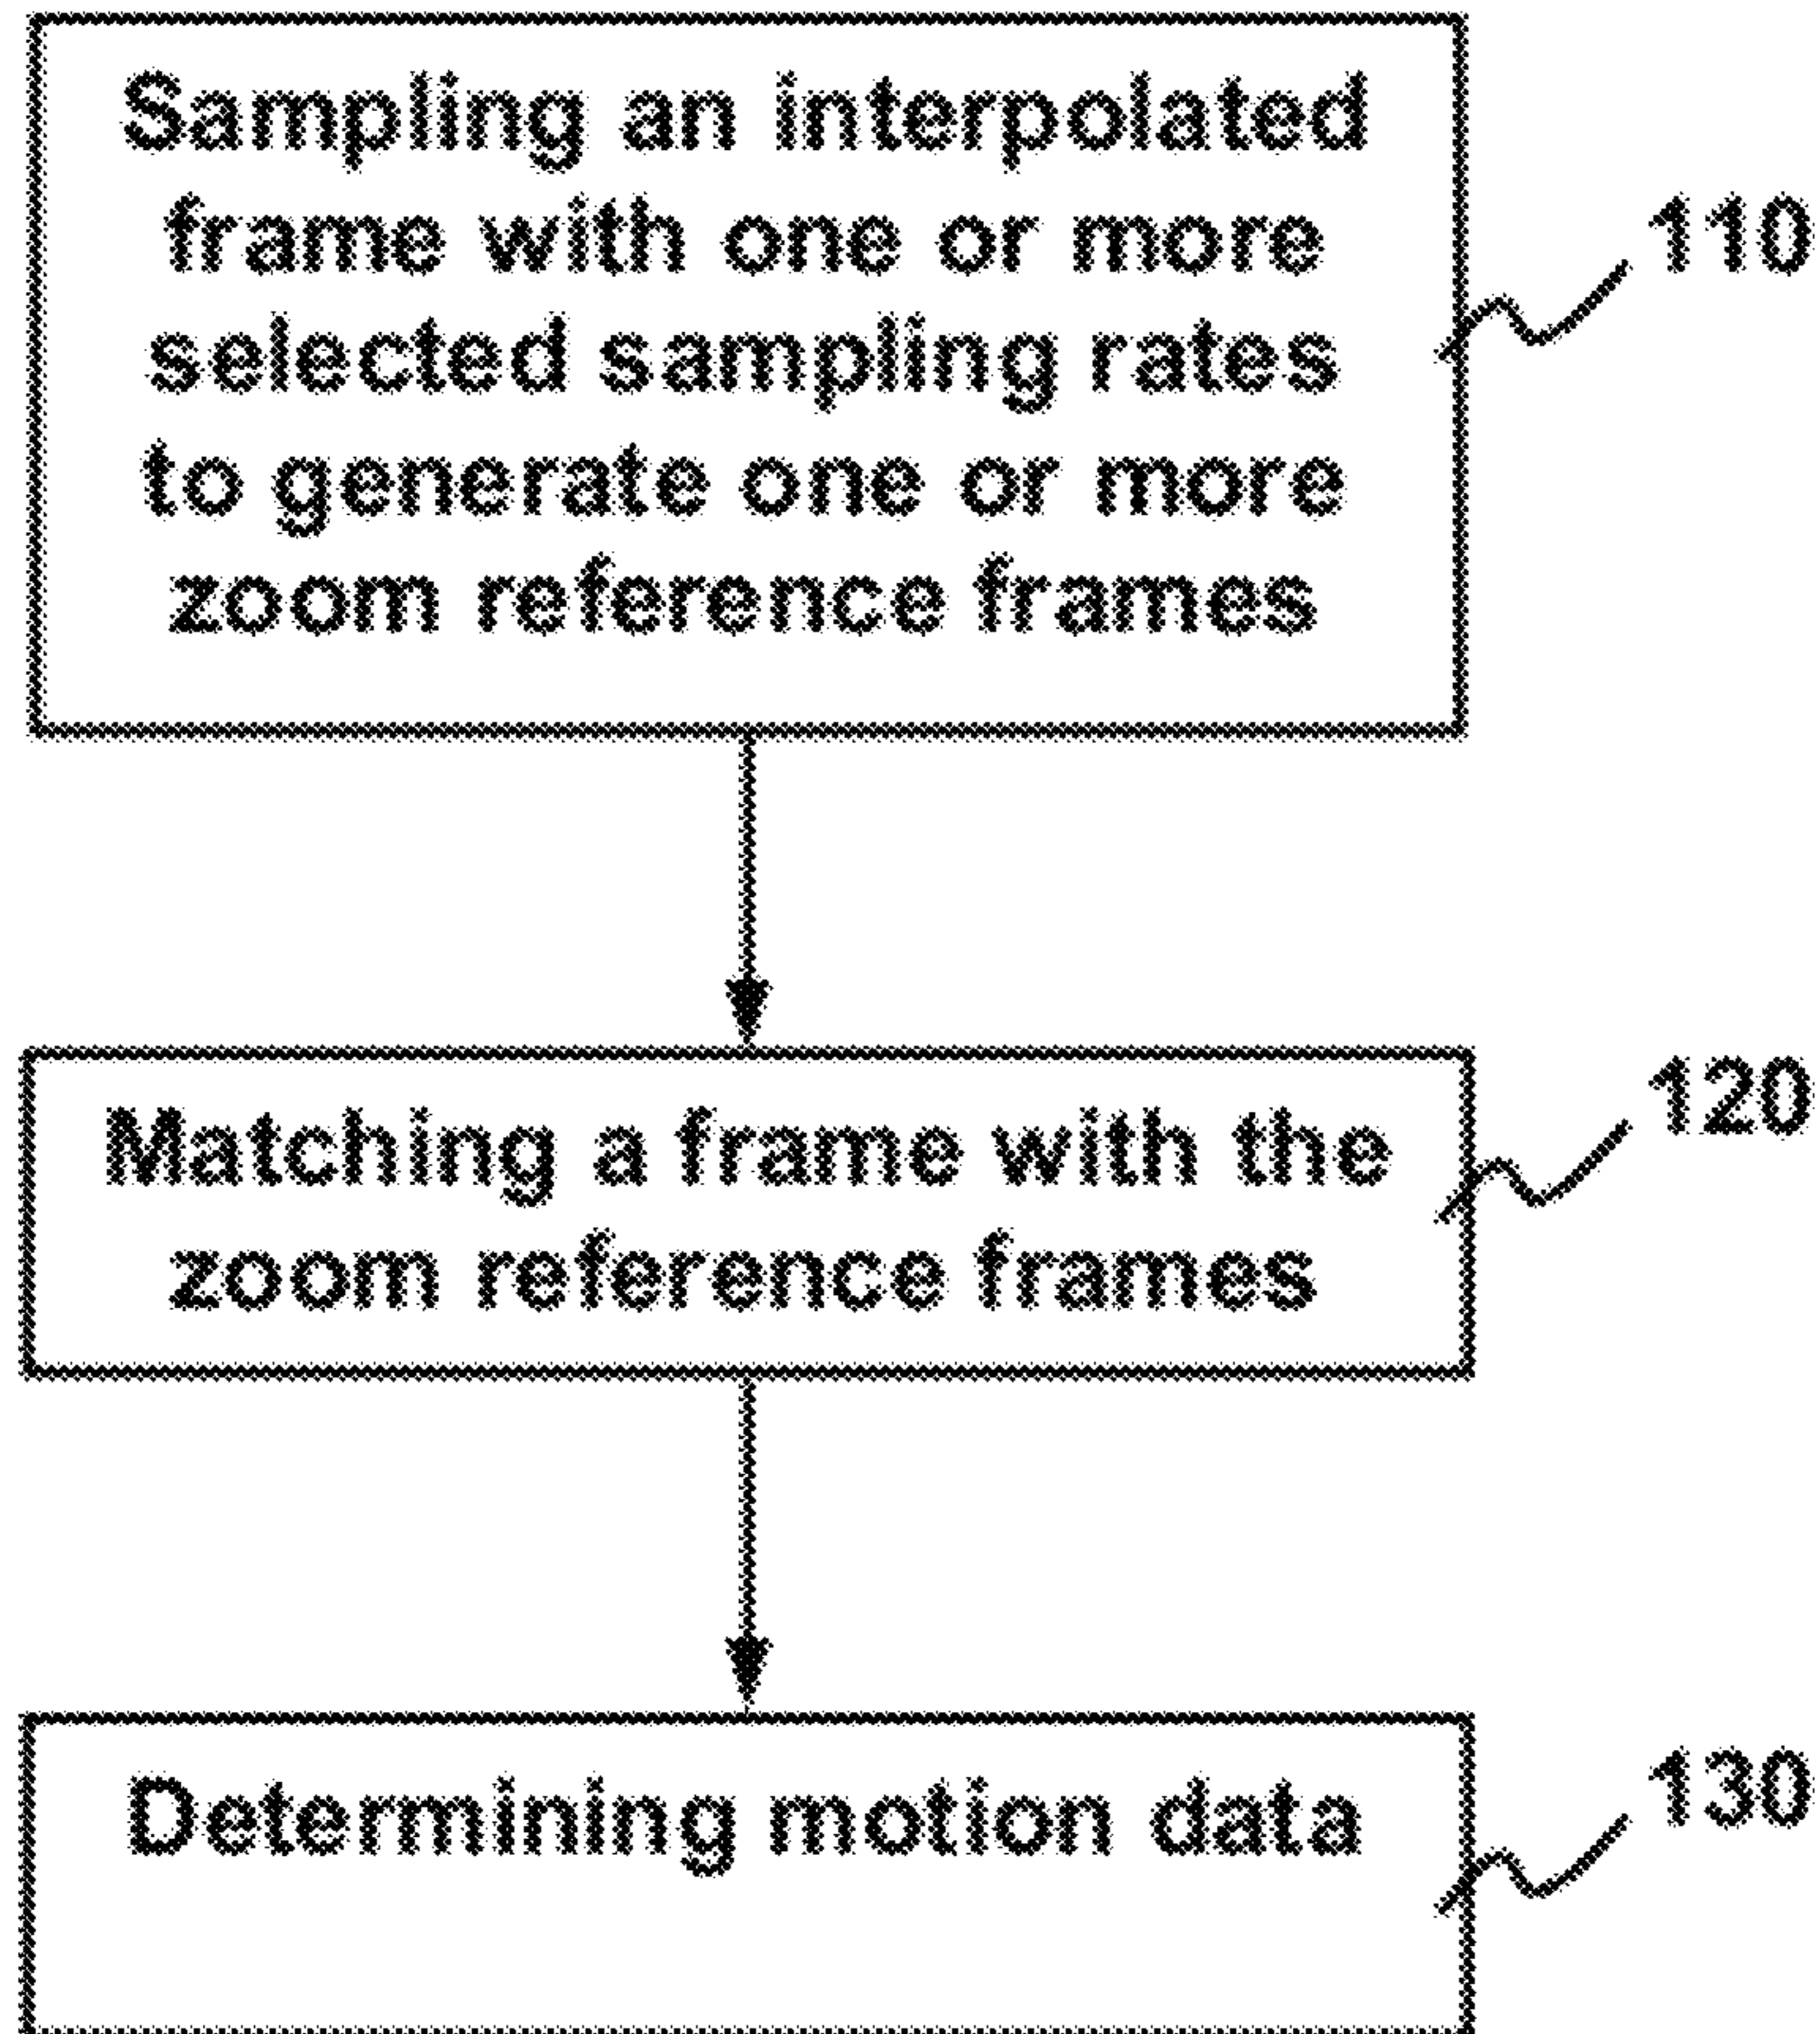 Sampling an interpolated
frame with one or more
selected sampling rates
to generate one or more
zoom reference frames
110
Matching a frame with the
zoom reference frames
120
Determining motion data
130